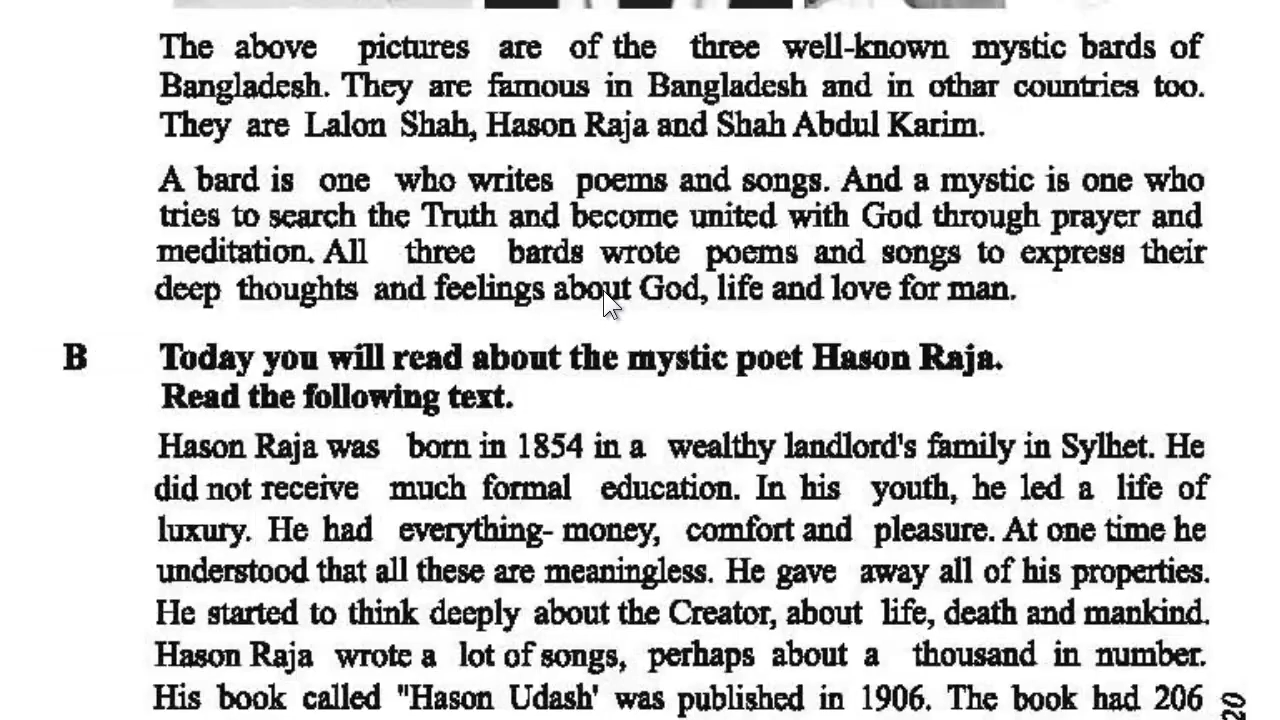 The above pictures are of the three well-known mystic bards of
Bangladesh. They are famous in Bangladesh and in othar countries too.
They are Lalon Shah, Hason Raja and Shah Abdul Karim.
A bard is one who writes poems and songs. And a mystic is one who
tries to search the Truth and become united with God through prayer and
meditation. All three bards wrote poems and songs to express their
deep thoughts and feelings about God, life and love for man.
B Today you will read about the mystic poet Hason Raja.
Read the following text.
Hason Raja was born in 1854 in a wealthy landlord's family in Sylhet. He
did not receive much formal education. In his youth, he led a life of
luxury. He had everything- money, comfort and pleasure. At one time he
understood that all these are meaningless. He gave away all of his properties.
He started to think deeply about the Creator, about life, death and mankind.
Hason Raja wrote a lot of songs, perhaps about a thousand in number.
His book called "Hason Udash' was published in 1906. The book had 206